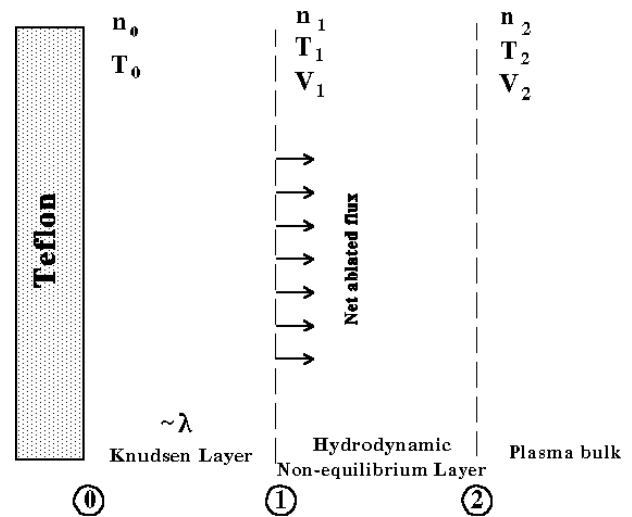 n₀
T₀
n₁
T₁
V₁
n₂
T₂
V₂
Teflon
Net ablated flux
~λ
Knudsen Layer
Hydrodynamic
Non-equilibrium Layer
Plasma bulk
0
1
2